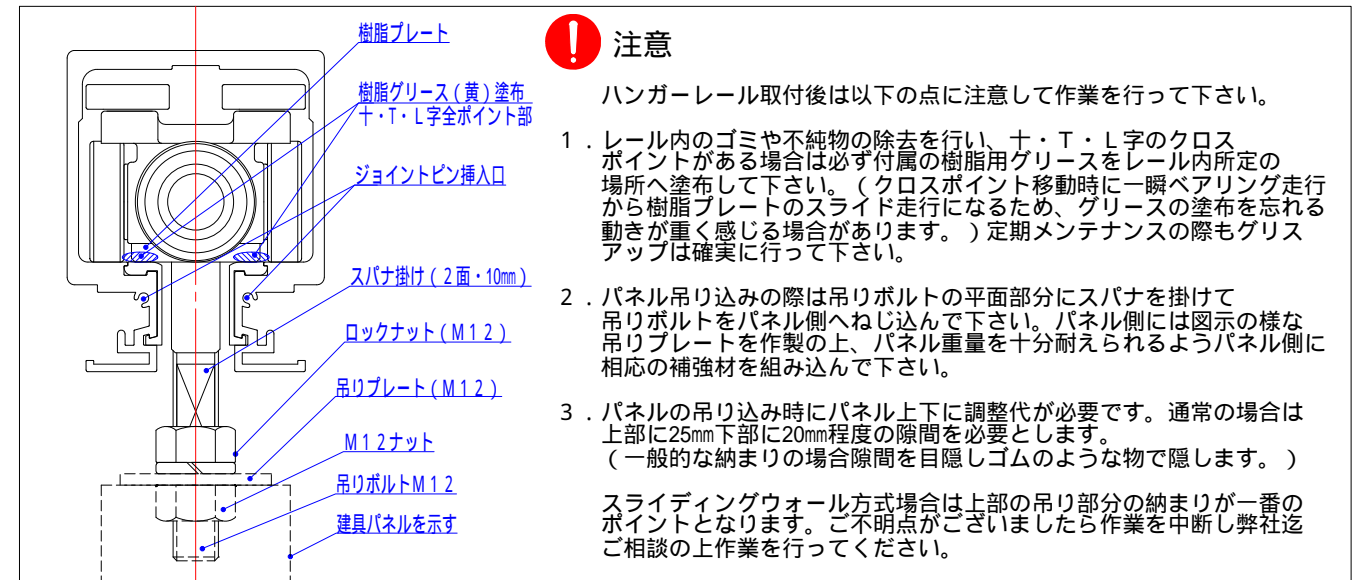 樹脂プレート
樹脂グリース(黄)塗布
十・T・L字全ポイント部
ジョイントピン挿入口
スパナ掛け(2面・10㎜)
ロックナット(M12)
吊りプレート(M12)
M12ナット
吊りボルトM12
建具パネルを示す
注意
ハンガーレール取付後は以下の点に注意して作業を行って下さい。
1.レール内のゴミや不純物の除去を行い、十・T・L字のクロス
ポイントがある場合は必ず付属の樹脂用グリースをレール内所定の
場所へ塗布して下さい。(クロスポイント移動時に一瞬ベアリング走行
から樹脂プレートのスライド走行になるため、グリースの塗布を忘れる
動きが重く感じる場合があります。)定期メンテナンスの際もグリス
アップは確実に行って下さい。
2.パネル吊り込みの際は吊りボルトの平面部分にスパナを掛けて
吊りボルトをパネル側へねじ込んで下さい。パネル側には図示の様な
吊りプレートを作製の上、パネル重量を十分耐えられるようパネル側に
相応の補強材を組み込んで下さい。
3.パネルの吊り込み時にパネル上下に調整代が必要です。通常の場合は
上部に25㎜下部に20㎜程度の隙間を必要とします。
(一般的な納まりの場合隙間を目隠しゴムのような物で隠します。)
スライディングウォール方式場合は上部の吊り部分の納まりが一番の
ポイントとなります。ご不明点がございましたら作業を中断し弊社迄
ご相談の上作業を行ってください。